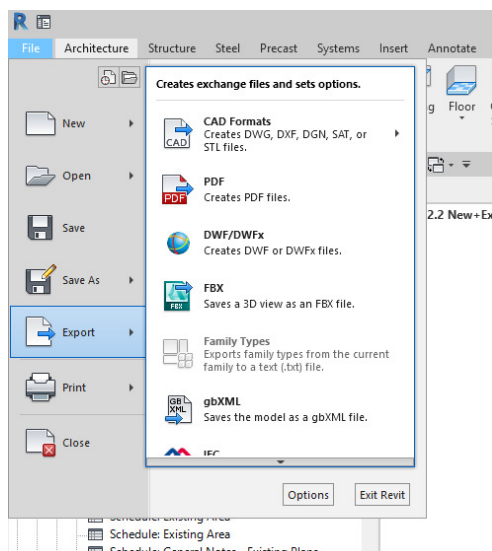 R
File Architecture Structure Steel Precast Systems Insert Annotate
Creates exchange files and sets options.
New
CAD Formats
Creates DWG, DXF, DGN, SAT, or
STL files.
CAD
Floor
Open
PDF
Creates PDF files.
PDF
Save
DWF/DWFx
Creates DWF or DWFx files.
2.2 New+Ex
Save As
FBX
Saves a 3D view as an FBX file.
FBX
Export
Family Types
Exports family types from the current
family to a text (.txt) file.
Print
gbXML
Saves the model as a gbXML file.
GB
XML
Close
IFC
Options Exit Revit
Schedule: Existing Area
Schedule: Existing Area
Schedule: General Notes - Existing Plans